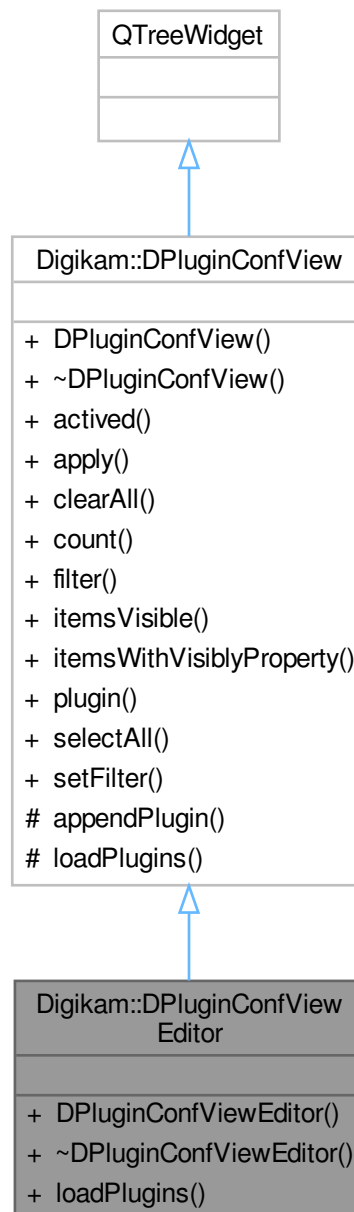 QTreeWidget
Digikam::DPluginConfView
+ DPluginConfView()
+ ~DPluginConfView()
+ actived()
+ apply()
+ clearAll()
+ count()
+ filter()
+ itemsVisible()
+ itemsWithVisiblyProperty()
+ plugin()
+ selectAll()
+ setFilter()
# appendPlugin()
# loadPlugins()
Digikam::DPluginConfView
Editor
+ DPluginConfViewEditor()
+ ~DPluginConfViewEditor()
+ loadPlugins()